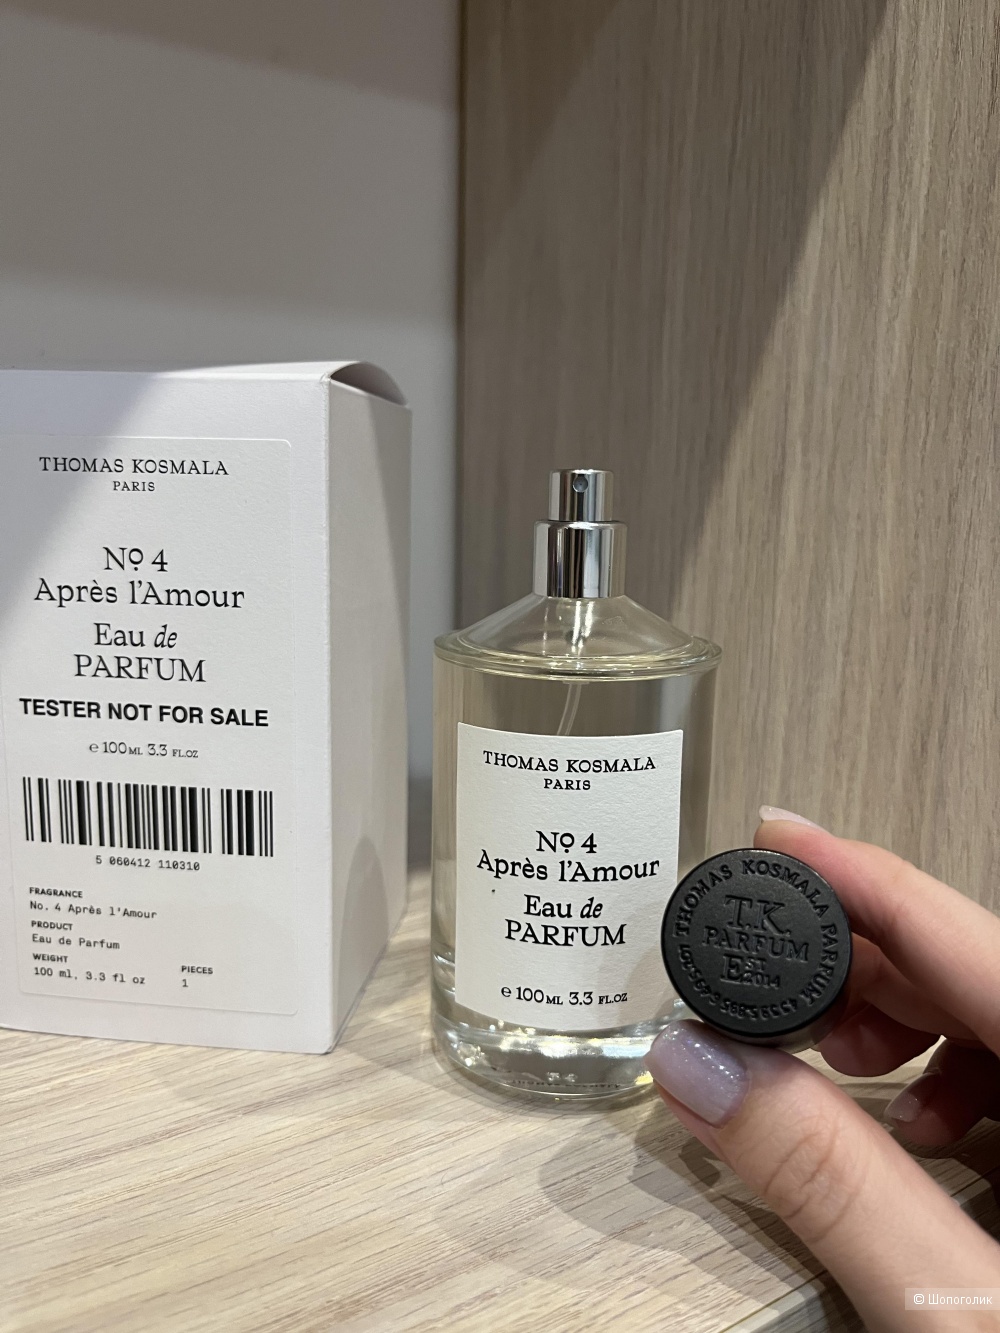 THOMAS KOSMALA
PARIS
Nº 4
Après l'Amour
Eau de
PARFUM
TESTER NOT FOR SALE
e 100ML 3.3 FL.OZ
5 060412 110310
FRAGRANCE
No. 4 Après l'Amour
PRODUCT
Eau de Parfum
WEIGHT
100 ml, 3.3 fl oz
PIECES
1
THOMAS KOSMALA
PARIS
Nº 4
Après l'Amour
Eau de
PARFUM
e 100ML 3.3 FL.OZ
THOMAS KOSMALA PARFUM
T.K.
PARFUM
EST
2014
© Шопоголик